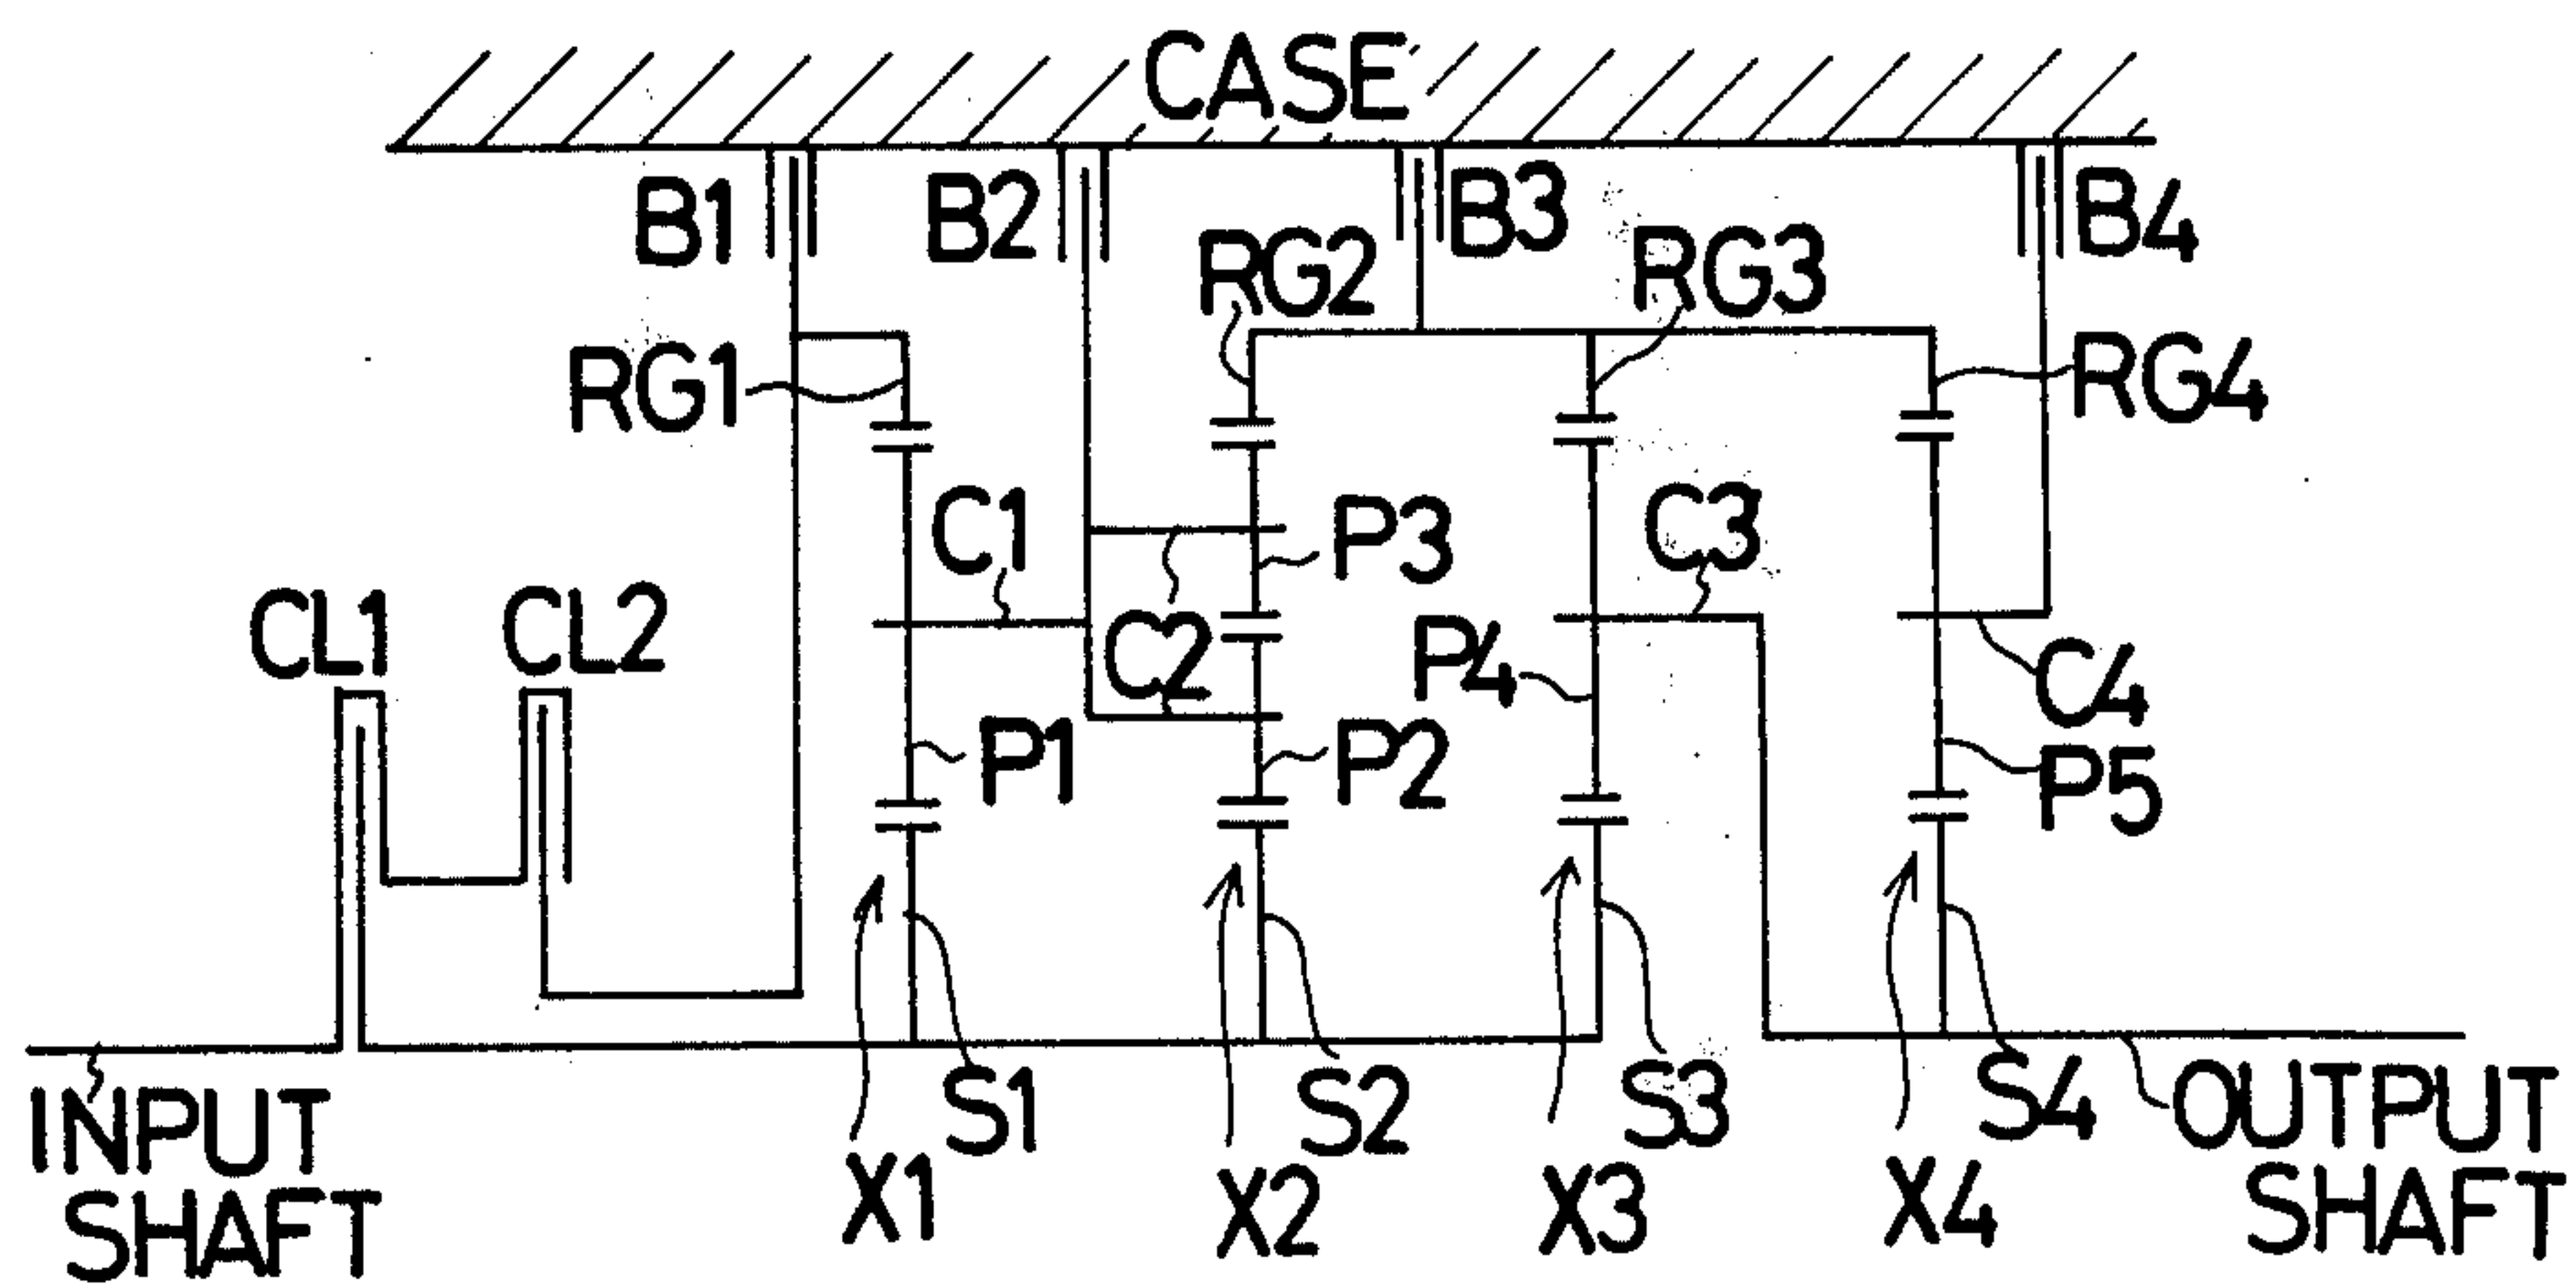 CASE
B1
B2
B3
B4
RG2
RG3
RG1
RG4
C1
P3
C3
CL1
CL2
C2
P4
C4
P1
P2
P5
INPUT
SHAFT
S1
S2
S3
S4
OUTPUT
SHAFT
X1
X2
X3
X4